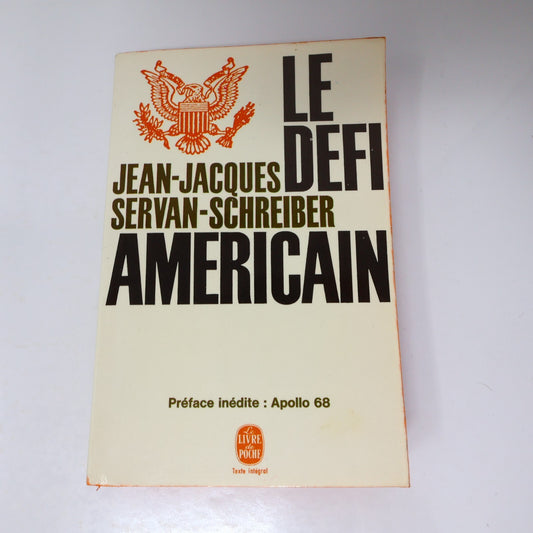 LE
DEFI
JEAN-JACQUES
SERVAN-SCHREIBER
AMERICAIN
Préface inédite : Apollo 68
Le
LIVRE
de
POCHE
Texte intégral